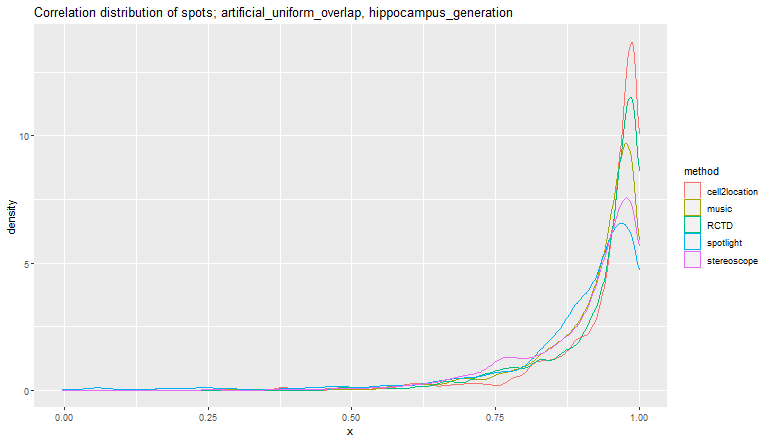 Correlation distribution of spots; artificial_uniform_overlap, hippocampus_generation
10
5
0
density
0.00
0.25
0.50
0.75
1.00
x
method
cell2location
music
RCTD
spotlight
stereoscope